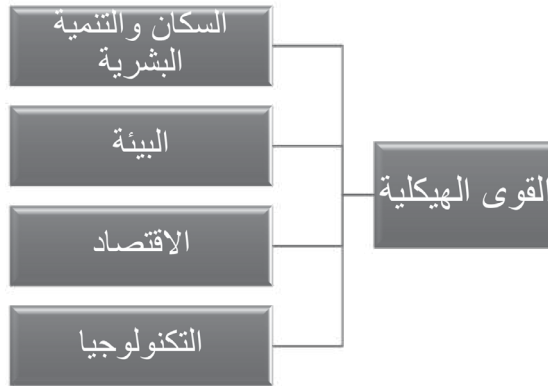 القوى الهيكلية
السكان والتنمية
البشرية
البيئة
الاقتصاد
التكنولوجيا